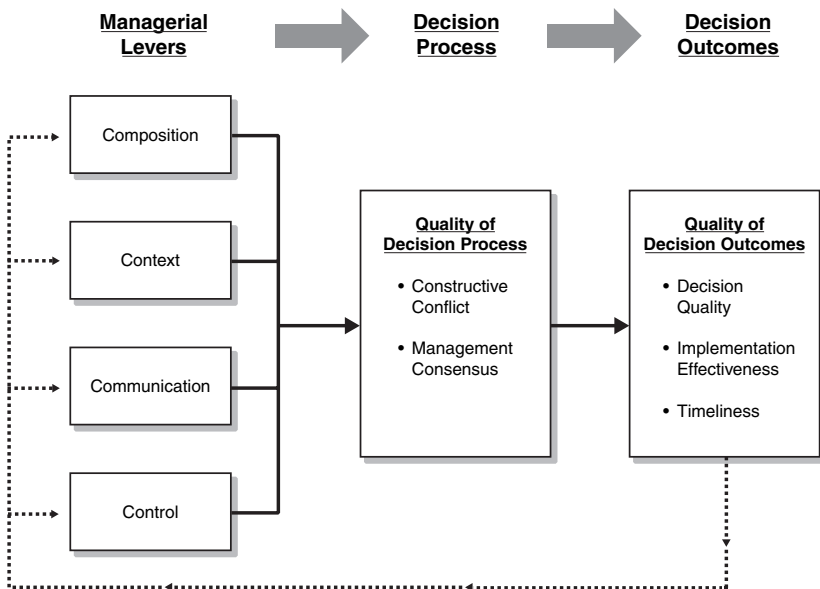 Managerial
Levers
Decision
Process
Decision
Outcomes
Composition
Context
Communication
Control
Quality of
Decision Process
• Constructive
Conflict
• Management
Consensus
Quality of
Decision Outcomes
• Decision
Quality
• Implementation
Effectiveness
• Timeliness